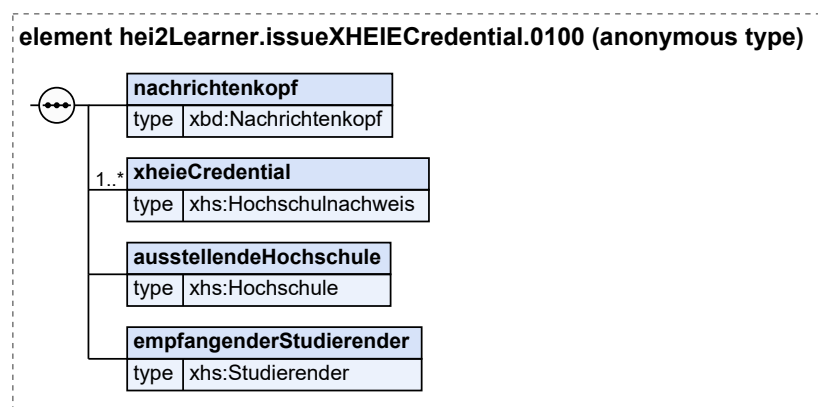 element hei2Learner.issueXHEIECredential.0100 (anonymous type)
nachrichtenkopf
type xbd:Nachrichtenkopf
1..* xheieCredential
type xhs:Hochschulnachweis
ausstellendeHochschule
type xhs:Hochschule
empfangenderStudierender
type xhs:Studierender